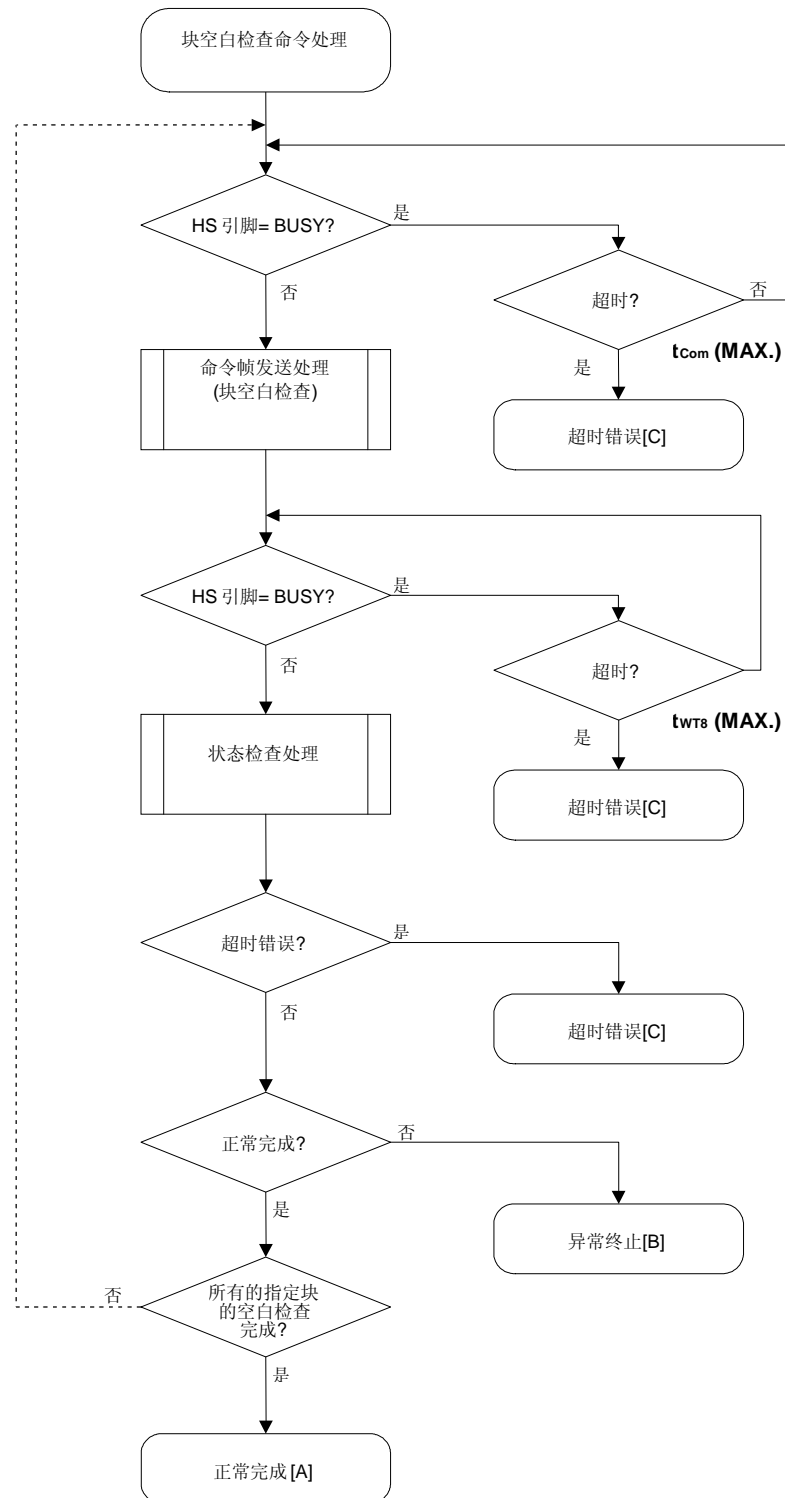 块空白检查命令处理
HS 引脚= BUSY?
是
否
超时?
否
tCom (MAX.)
是
命令帧发送处理
(块空白检查)
超时错误[C]
HS 引脚= BUSY?
是
否
超时?
tWT8 (MAX.)
是
状态检查处理
超时错误[C]
超时错误?
是
否
超时错误[C]
正常完成?
否
是
异常终止[B]
所有的指定块
的空白检查
完成?
否
是
正常完成[A]